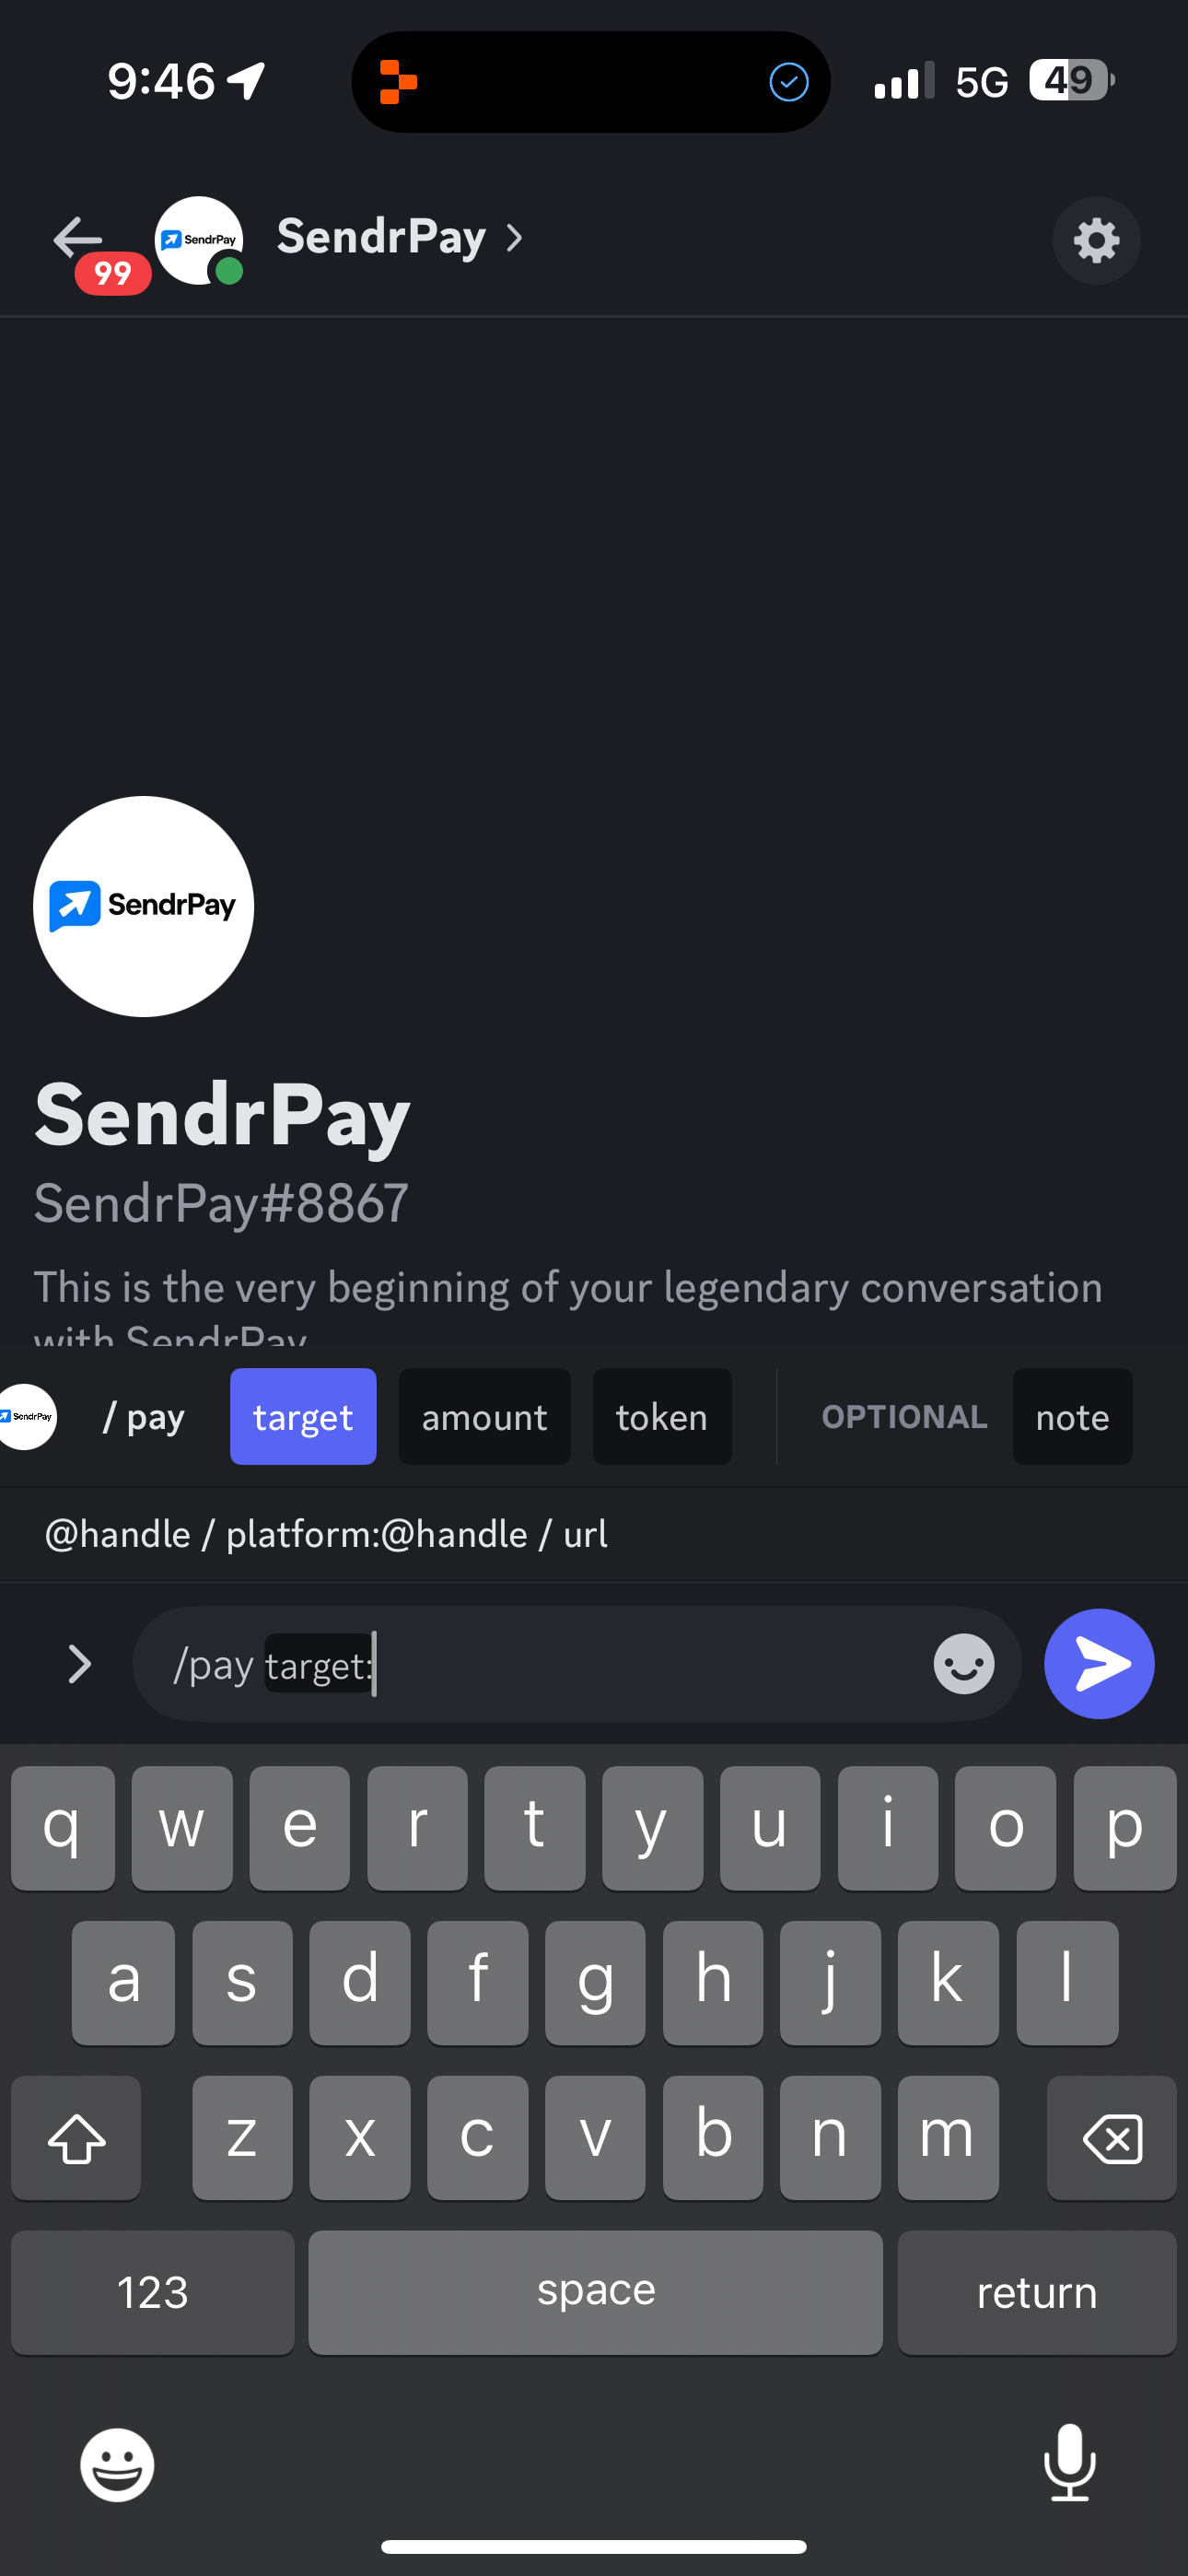 9:46 5G 49
99 SendrPay SendrPay
SendrPay
SendrPay
SendrPay#8867
This is the very beginning of your legendary conversation
with SendrPay
SendrPay / pay target amount token OPTIONAL note
@handle / platform:@handle / url
/pay target:
q w e r t y u i o p
a s d f g h j k l
z x c v b n m
123 space return